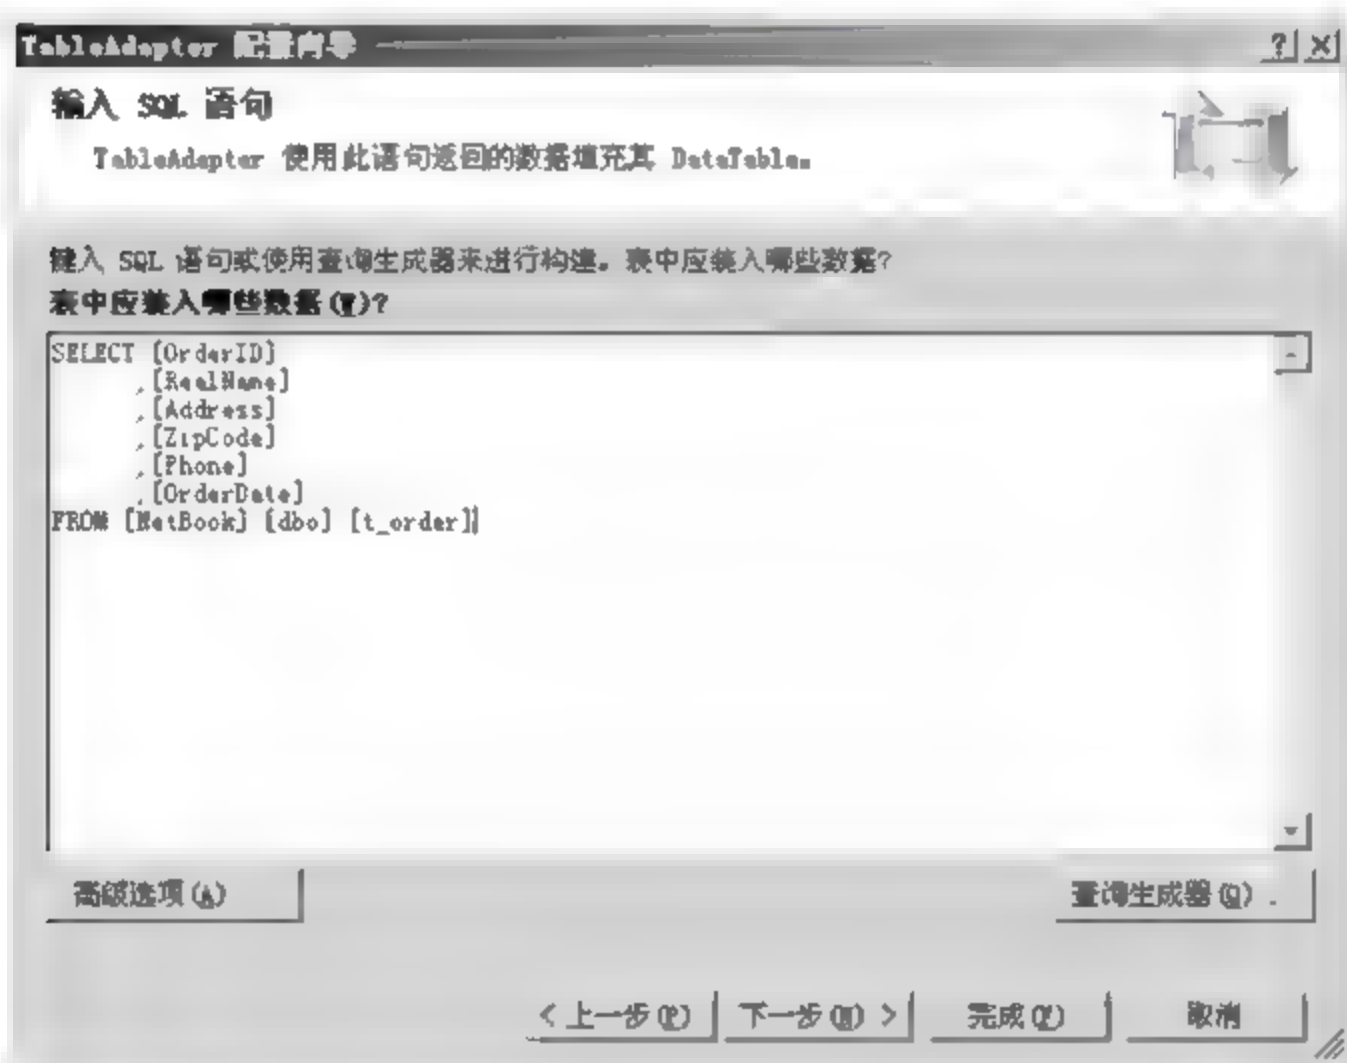 TableAdapter 配置向导
输入 SQL 语句
TableAdapter 使用此语句返回的数据填充其 DataTable。
键入 SQL 语句或使用查询生成器来进行构建。表中应装入哪些数据?
表中应装入哪些数据(W)?
SELECT [OrderID]
,[RealName]
,[Address]
,[ZipCode]
,[Phone]
,[OrderDate]
FROM [NetBook] [dbo] [t_order]
高级选项(A)
查询生成器(Q) .
< 上一步(P)
下一步(N) >
完成(F)
取消